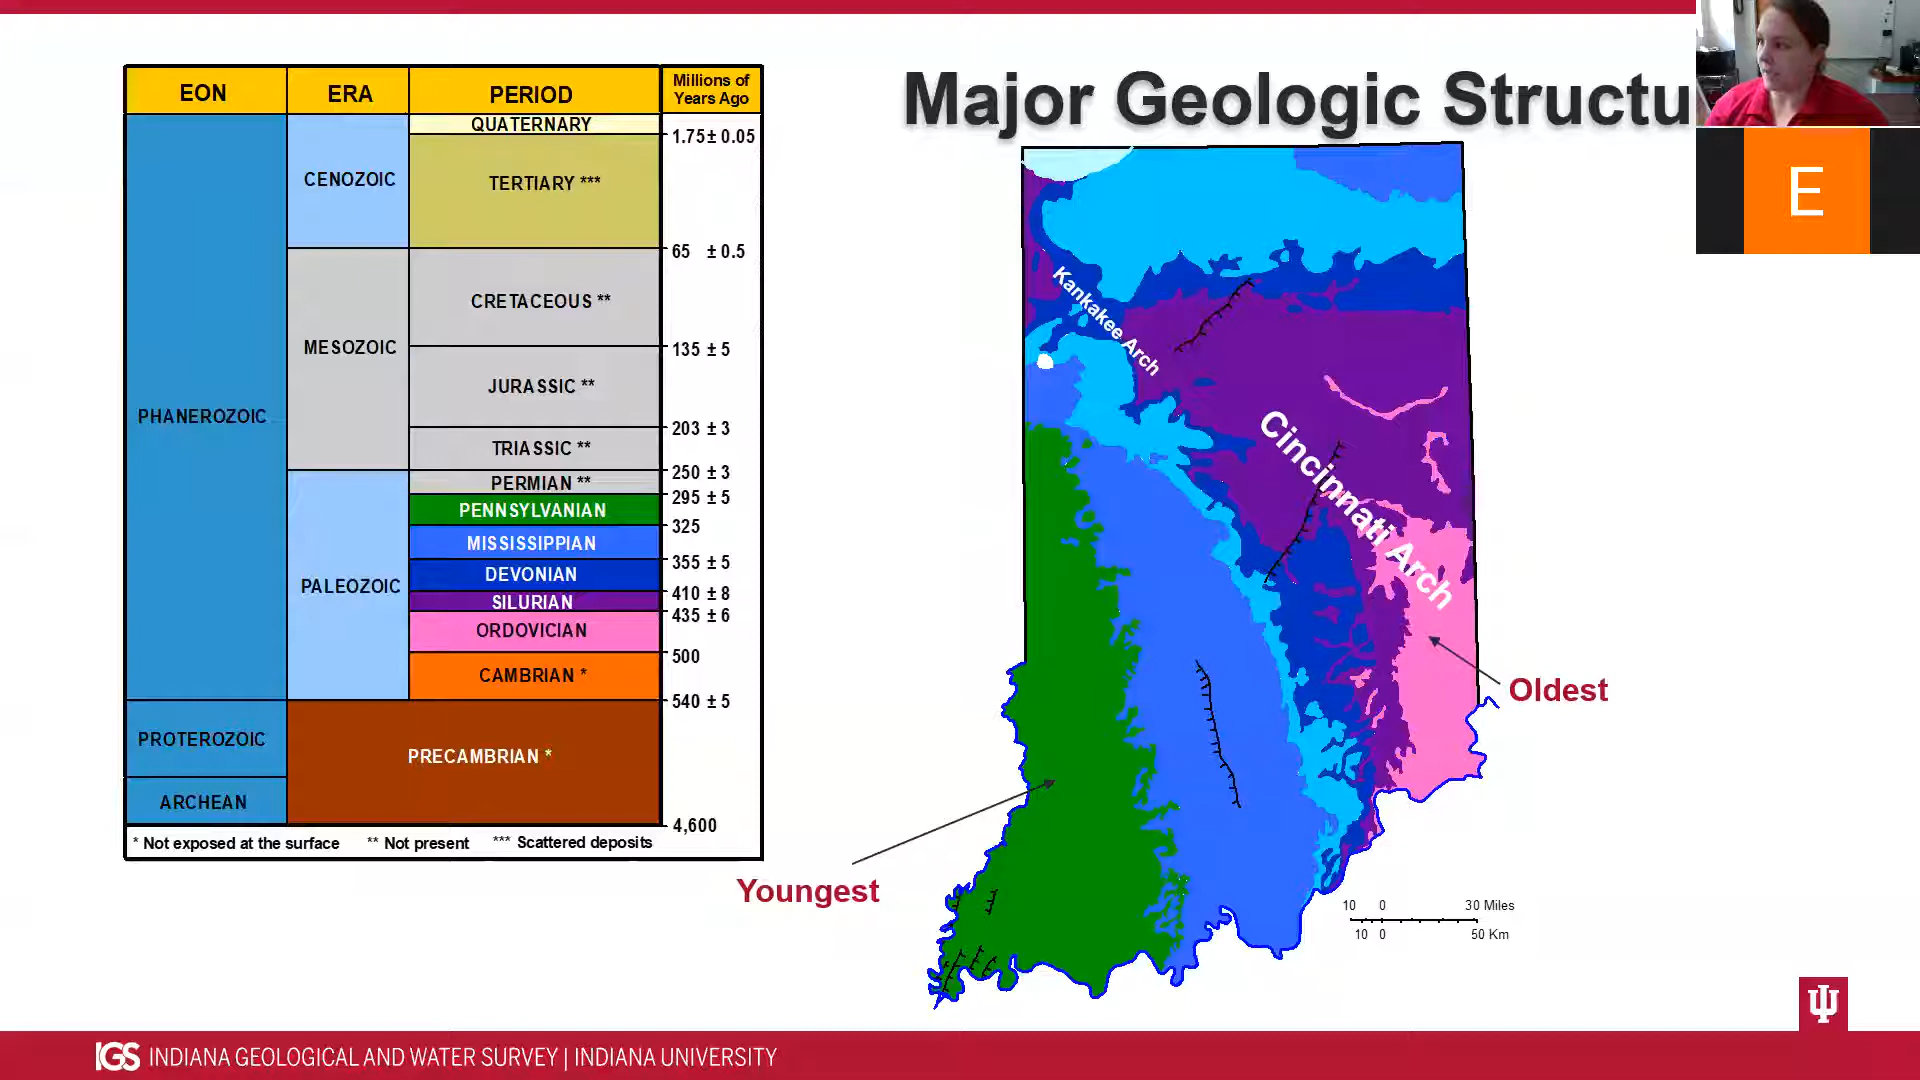 Major Geologic Structu
EON
ERA
PERIOD
Millions of
Years Ago
QUATERNARY
1.75± 0.05
CENOZOIC
TERTIARY ***
65 ± 0.5
CRETACEOUS **
MESOZOIC
135 ± 5
JURASSIC **
PHANEROZOIC
203 ± 3
TRIASSIC **
250 ± 3
PERMIAN **
295 ± 5
PENNSYLVANIAN
325
MISSISSIPPIAN
355 ± 5
DEVONIAN
PALEOZOIC
410 ± 8
SILURIAN
435 ± 6
ORDOVICIAN
500
CAMBRIAN *
540 ± 5
PROTEROZOIC
PRECAMBRIAN *
ARCHEAN
4,600
* Not exposed at the surface ** Not present *** Scattered deposits
Kankakee Arch
Cincinnati Arch
Oldest
Youngest
10 0 30 Miles
10 0 50 Km
E
IGS INDIANA GEOLOGICAL AND WATER SURVEY | INDIANA UNIVERSITY